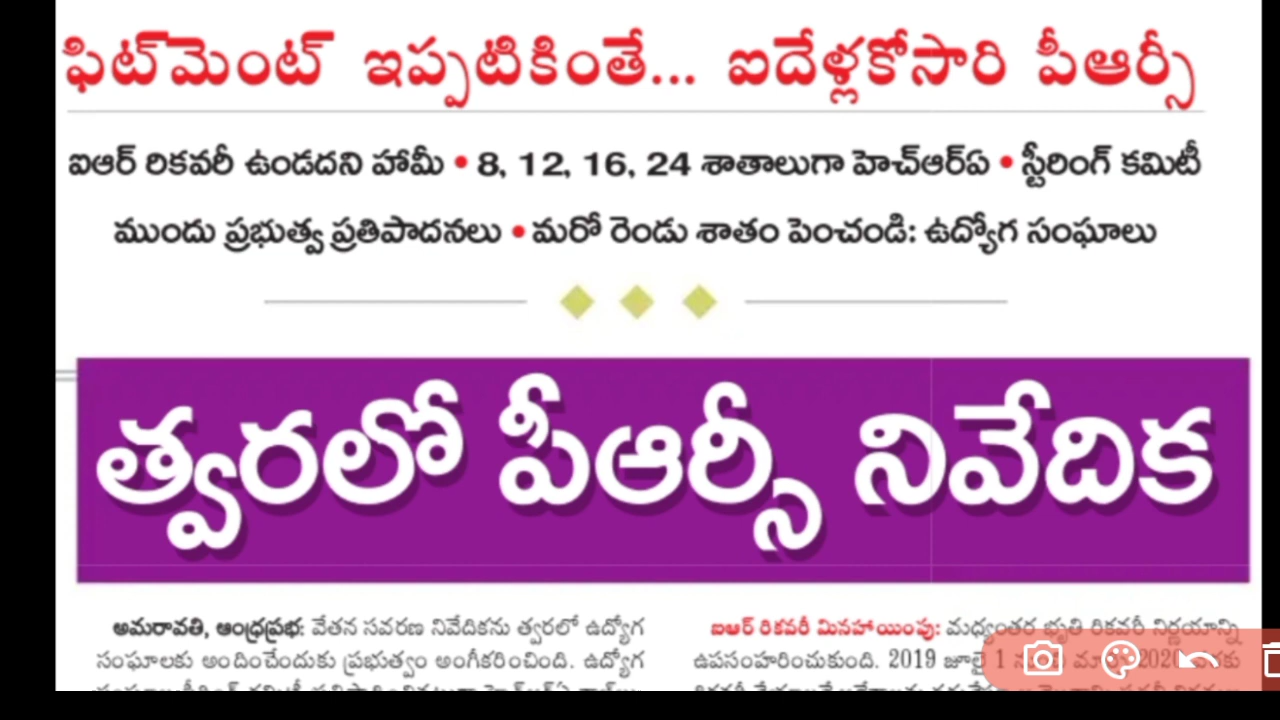 ఫిట్‌మెంట్ ఇప్పటికింతే... ఐదేళ్లకోసారి పీఆర్సీ
ఐఆర్ రికవరీ ఉండదని హామీ • 8, 12, 16, 24 శాతాలుగా హెచ్ఆర్ఏ • స్టీరింగ్ కమిటీ
ముందు ప్రభుత్వ ప్రతిపాదనలు • మరో రెండు శాతం పెంచండి: ఉద్యోగ సంఘాలు
త్వరలో పీఆర్సీ నివేదిక
అమరావతి, ఆంధ్రప్రభ: వేతన సవరణ నివేదికను త్వరలో ఉద్యోగ
సంఘాలకు అందించేందుకు ప్రభుత్వం అంగీకరించింది. ఉద్యోగ
ఐఆర్ రికవరీ మినహాయింపు: మధ్యంతర భృతి రికవరీ నిర్ణయాన్ని
ఉపసంహరించుకుంది. 2019 జూలై 1 2020